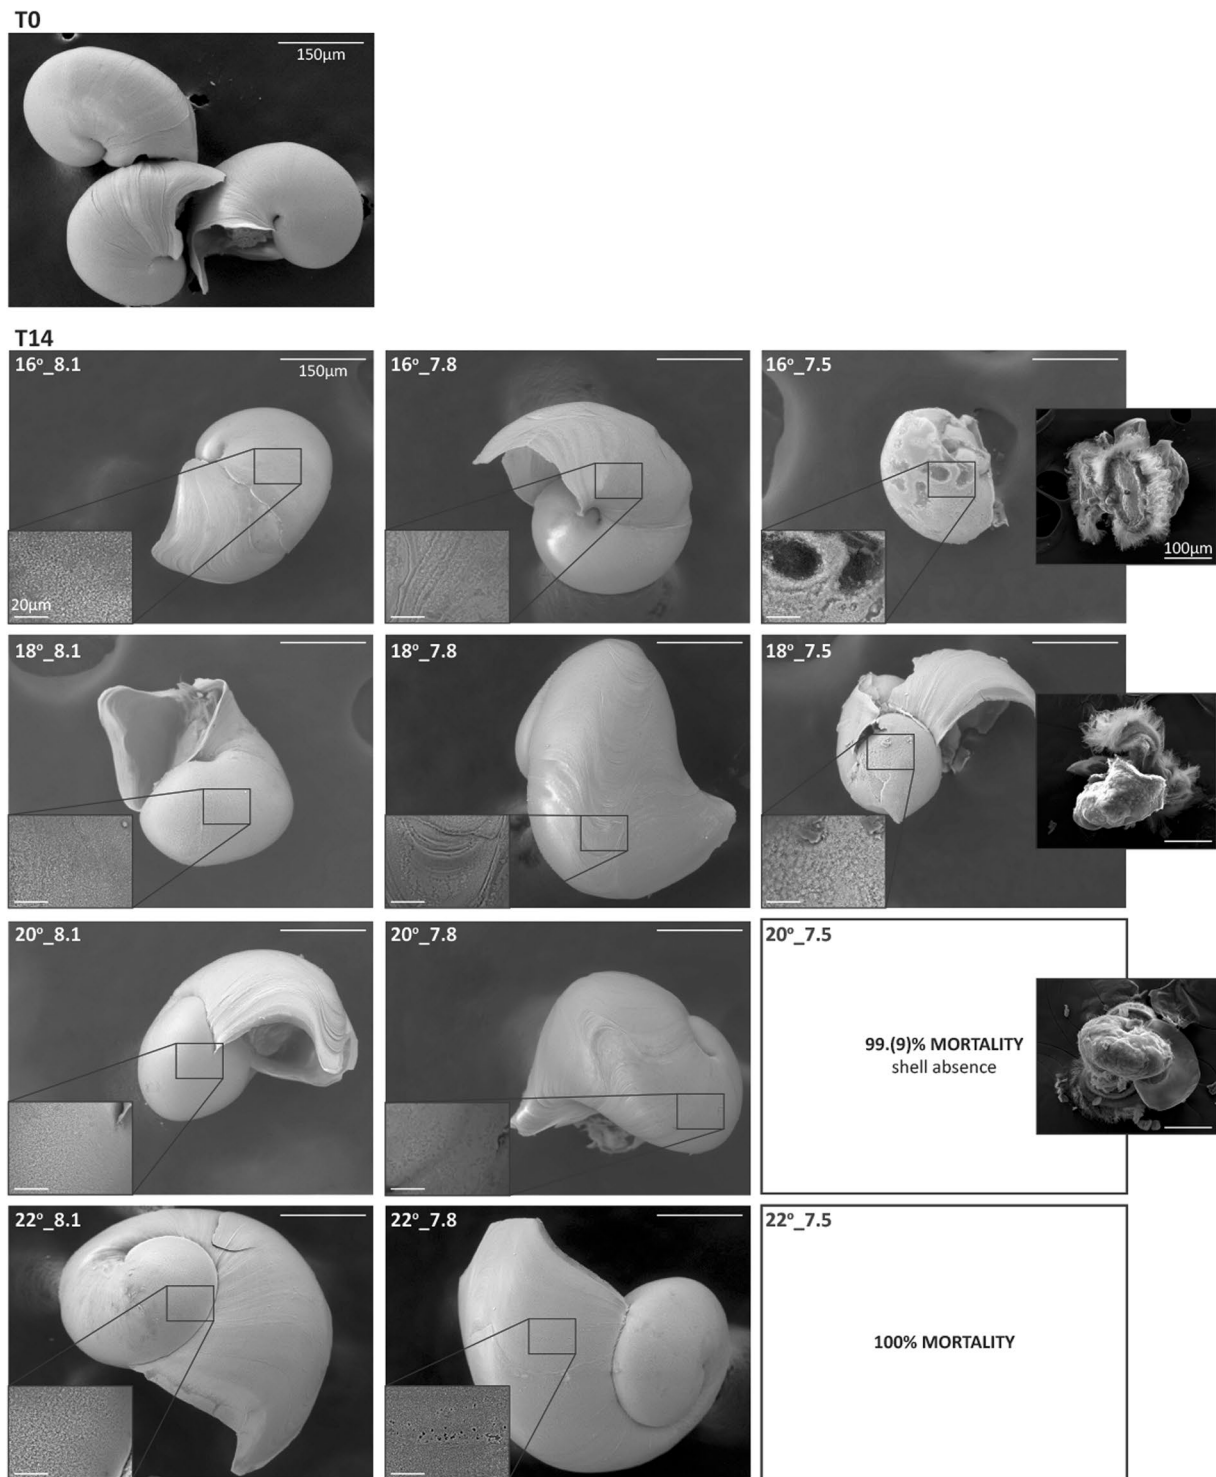 T0
150µm
T14
16º_8.1
150µm
20µm
16º_7.8
16º_7.5
100µm
18º_8.1
18º_7.8
18º_7.5
20º_8.1
20º_7.8
20º_7.5
99.(9)% MORTALITY
shell absence
22º_8.1
22º_7.8
22º_7.5
100% MORTALITY